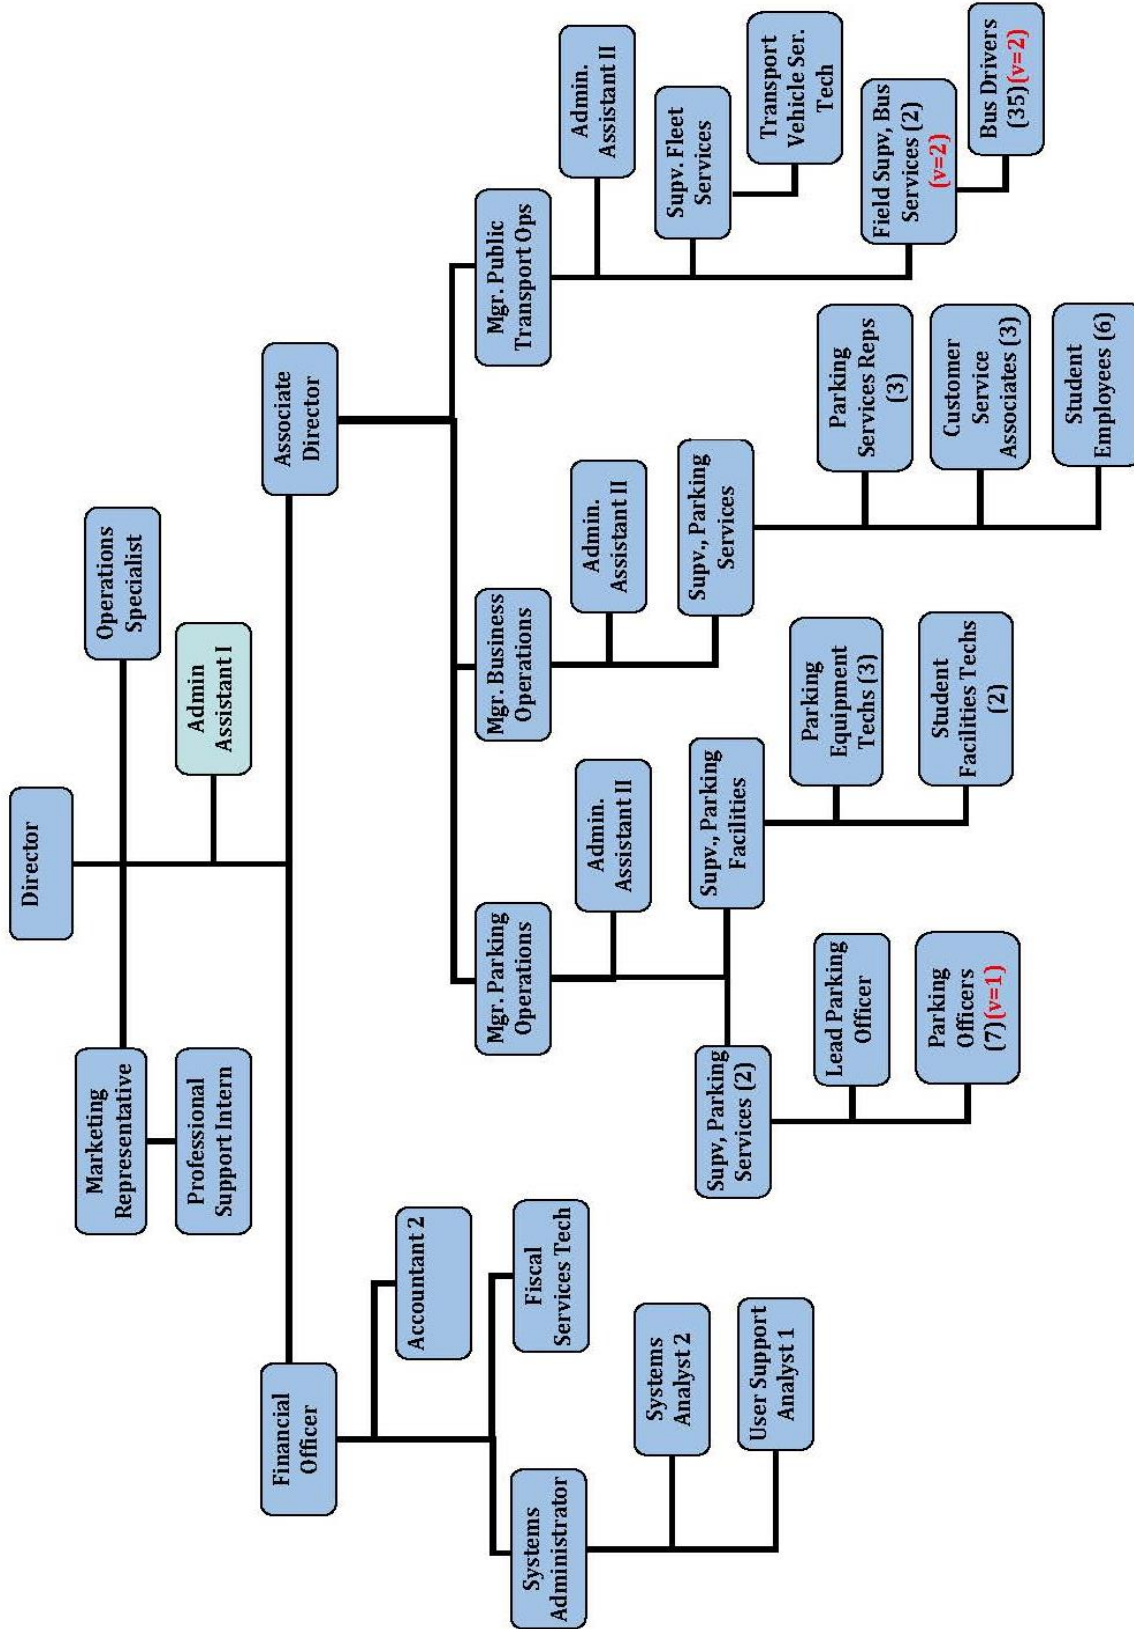 Director
Marketing
Representative
Operations
Specialist
Professional
Support Intern
Admin
Assistant I
Financial
Officer
Associate
Director
Accountant 2
Systems
Administrator
Fiscal
Services Tech
Systems
Analyst 2
User Support
Analyst 1
Mgr. Parking
Operations
Mgr. Business
Operations
Mgr. Public
Transport Ops
Admin.
Assistant II
Supv, Parking
Services (2)
Supv., Parking
Facilities
Lead Parking
Officer
Parking
Officers
(7)(v=1)
Parking
Equipment
Techs (3)
Student
Facilities Techs
(2)
Admin.
Assistant II
Supv., Parking
Services
Parking
Services Reps
(3)
Customer
Service
Associates (3)
Student
Employees (6)
Admin.
Assistant II
Supv. Fleet
Services
Transport
Vehicle Ser.
Tech
Field Supv, Bus
Services (2)
(v=2)
Bus Drivers
(35)(v=2)